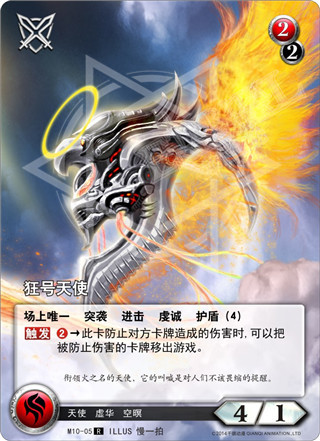 2
2
狂号天使
场上唯一 突袭 进击 虔诚 护盾(4)
触发 2→此卡防止对方卡牌造成的伤害时,可以把
被防止伤害的卡牌移出游戏。
衔领火之名的天使、它的叫喊是对人们不该畏缩的提醒。
天使 虚华 空暝
4/1
M10-05 R ILLUS 慢一拍